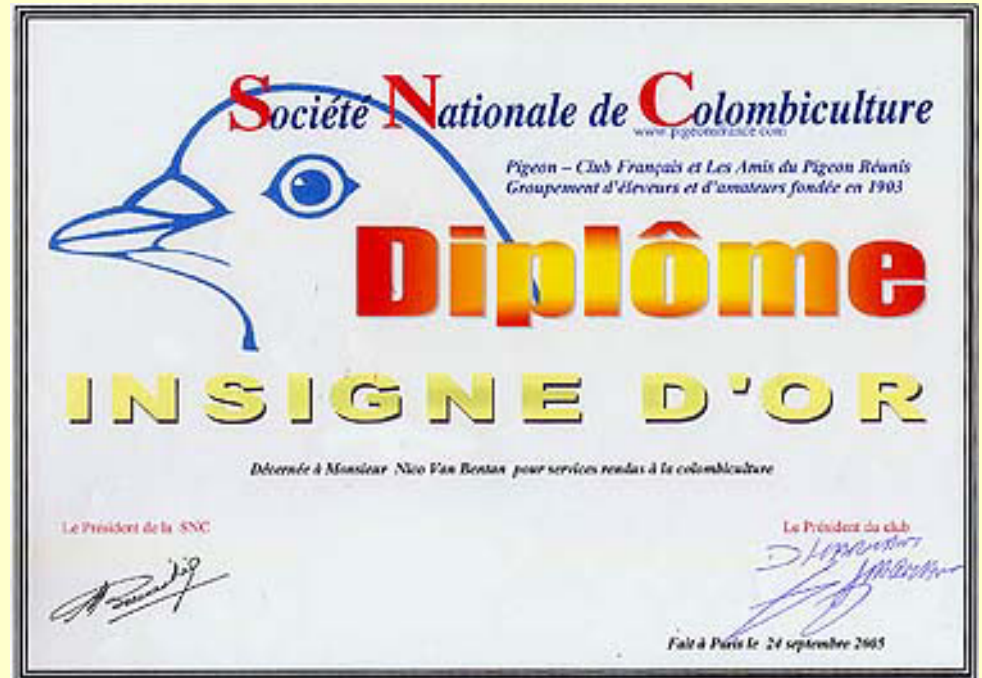 Société Nationale de Colombiculture
www.pigeonsfrance.com
Pigeon – Club Français et Les Amis du Pigeon Réunis
Groupement d'éleveurs et d'amateurs fondée en 1903
Diplôme
INSIGNE D'OR
Décernée à Monsieur Nico Van Bentan pour services rendus à la colombiculture
Le Président de la SNC
Le Président du club
Fait à Paris le 24 septembre 2005